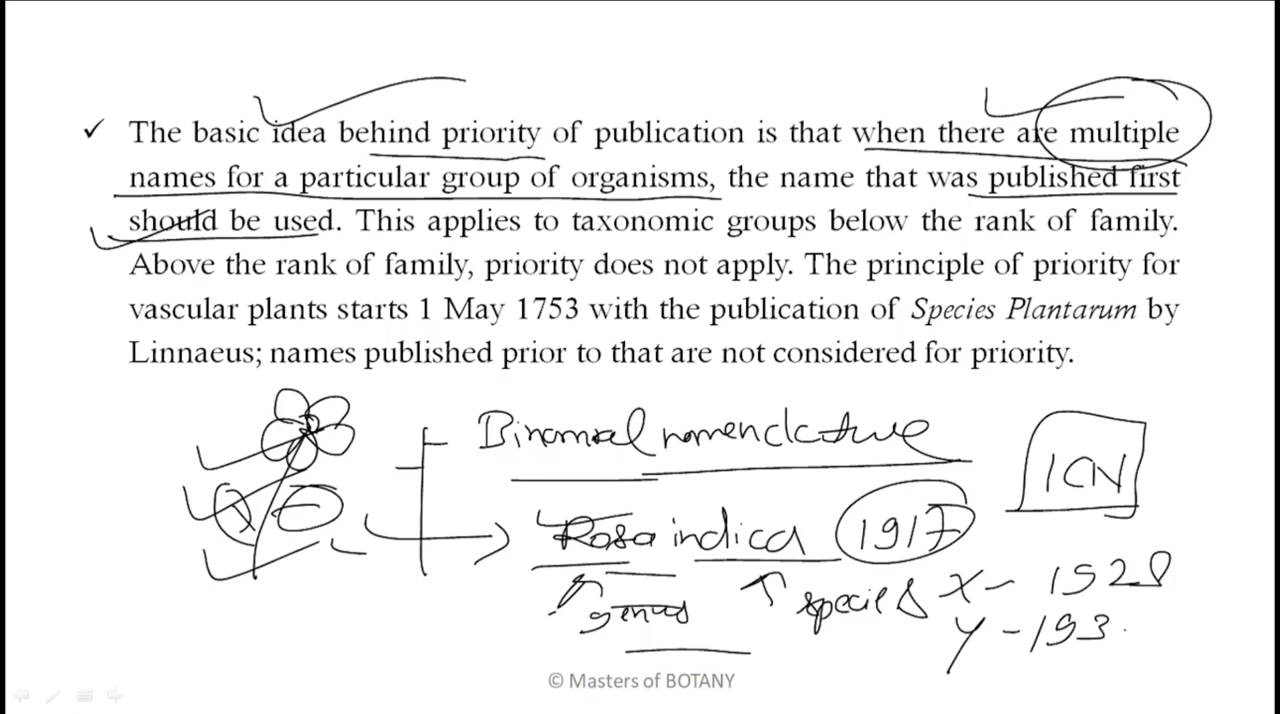 ✓ The basic idea behind priority of publication is that when there are multiple
names for a particular group of organisms, the name that was published first
should be used. This applies to taxonomic groups below the rank of family.
Above the rank of family, priority does not apply. The principle of priority for
vascular plants starts 1 May 1753 with the publication of Species Plantarum by
Linnaeus; names published prior to that are not considered for priority.
Binomial nomenclature
ICN
Rosa indica 1917
genus species X - 1928
Y - 193
© Masters of BOTANY